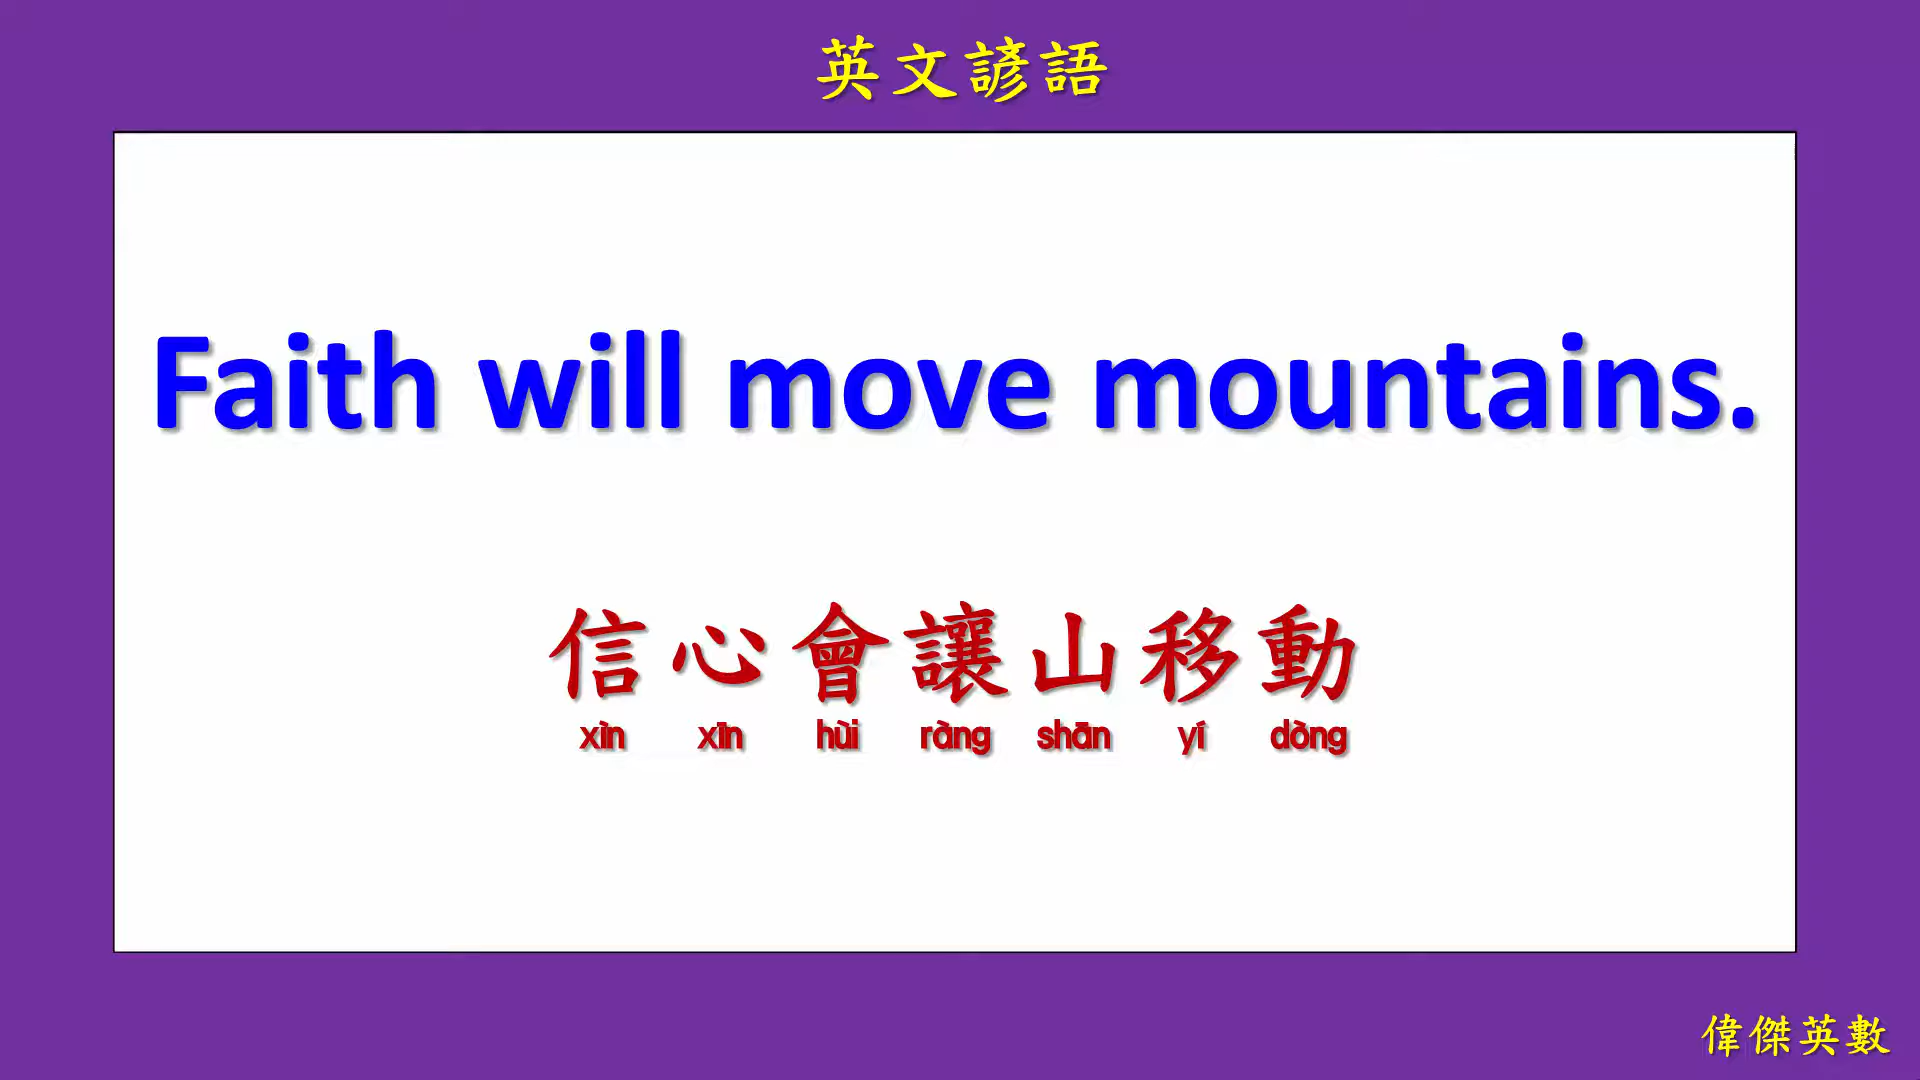 英文諺語
Faith will move mountains.
信心會讓山移動
xìn xīn hùi ràng shān yí dòng
偉傑英數